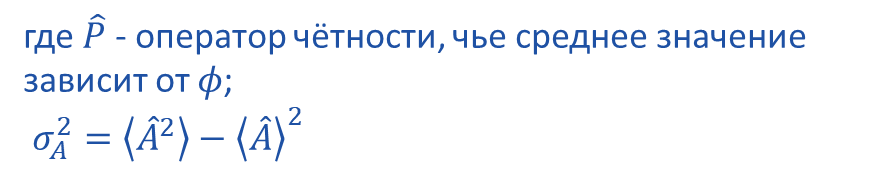 где P̂ - оператор чётности, чье среднее значение
зависит от ϕ;
σ_A^2 = ⟨Â^2⟩ − ⟨Â⟩^2